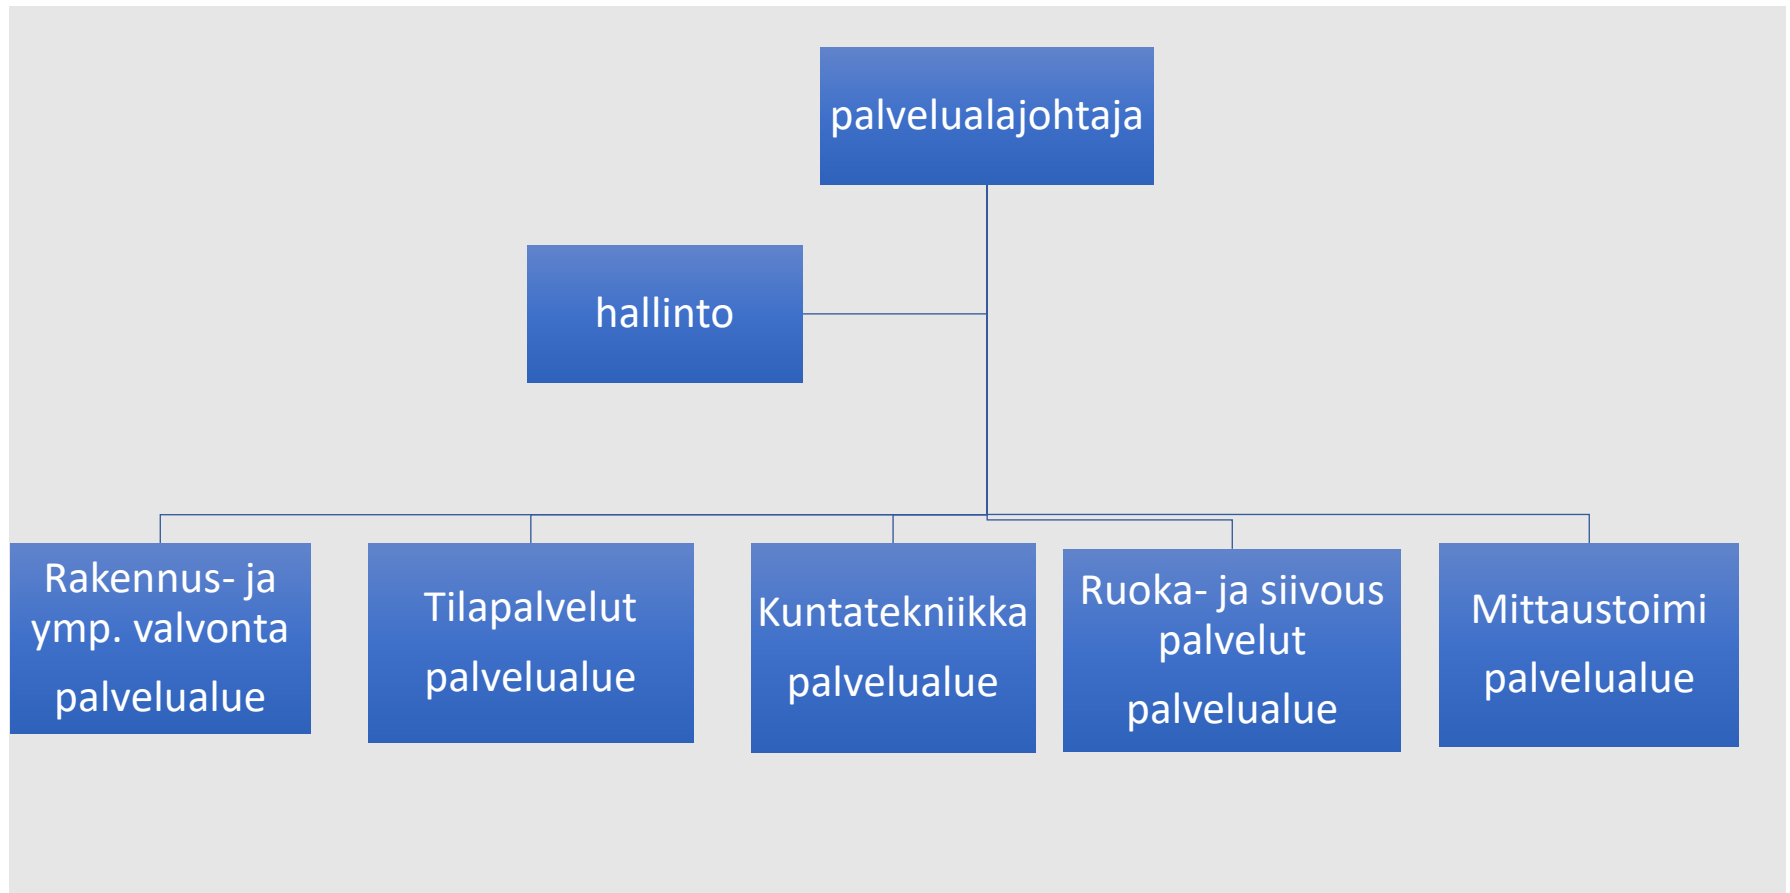 palvelualajohtaja
hallinto
Rakennus- ja
ymp. valvonta
palvelualue
Tilapalvelut
palvelualue
Kuntatekniikka
palvelualue
Ruoka- ja siivous
palvelut
palvelualue
Mittaustoimi
palvelualue